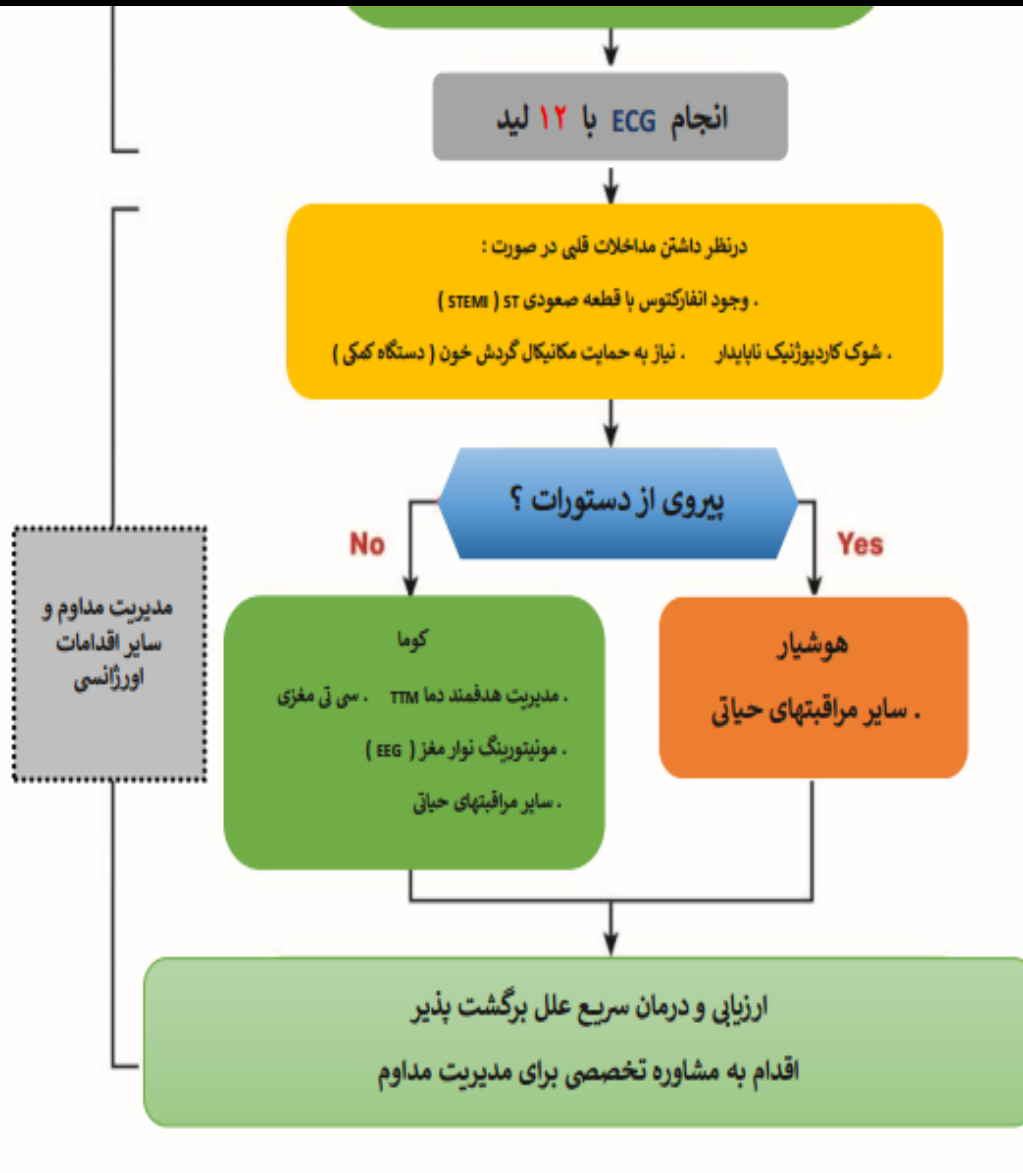 انجام ECG با ۱۲ لید
درنظر داشتن مداخلات قلبی در صورت :
. وجود انفارکتوس با قطعه صعودی ST ( STEMI )
. شوک کاردیوژنیک ناپایدار . نیاز به حمایت مکانیکال گردش خون ( دستگاه کمکی )
پیروی از دستورات ؟
Yes
No
هوشیار
. سایر مراقبتهای حیاتی
کوما
. مدیریت هدفمند دما TTM . سی تی مغزی
. مونیتورینگ نوار مغز ( EEG )
. سایر مراقبتهای حیاتی
مدیریت مداوم و
سایر اقدامات
اورژانسی
ارزیابی و درمان سریع علل برگشت پذیر
اقدام به مشاوره تخصصی برای مدیریت مداوم